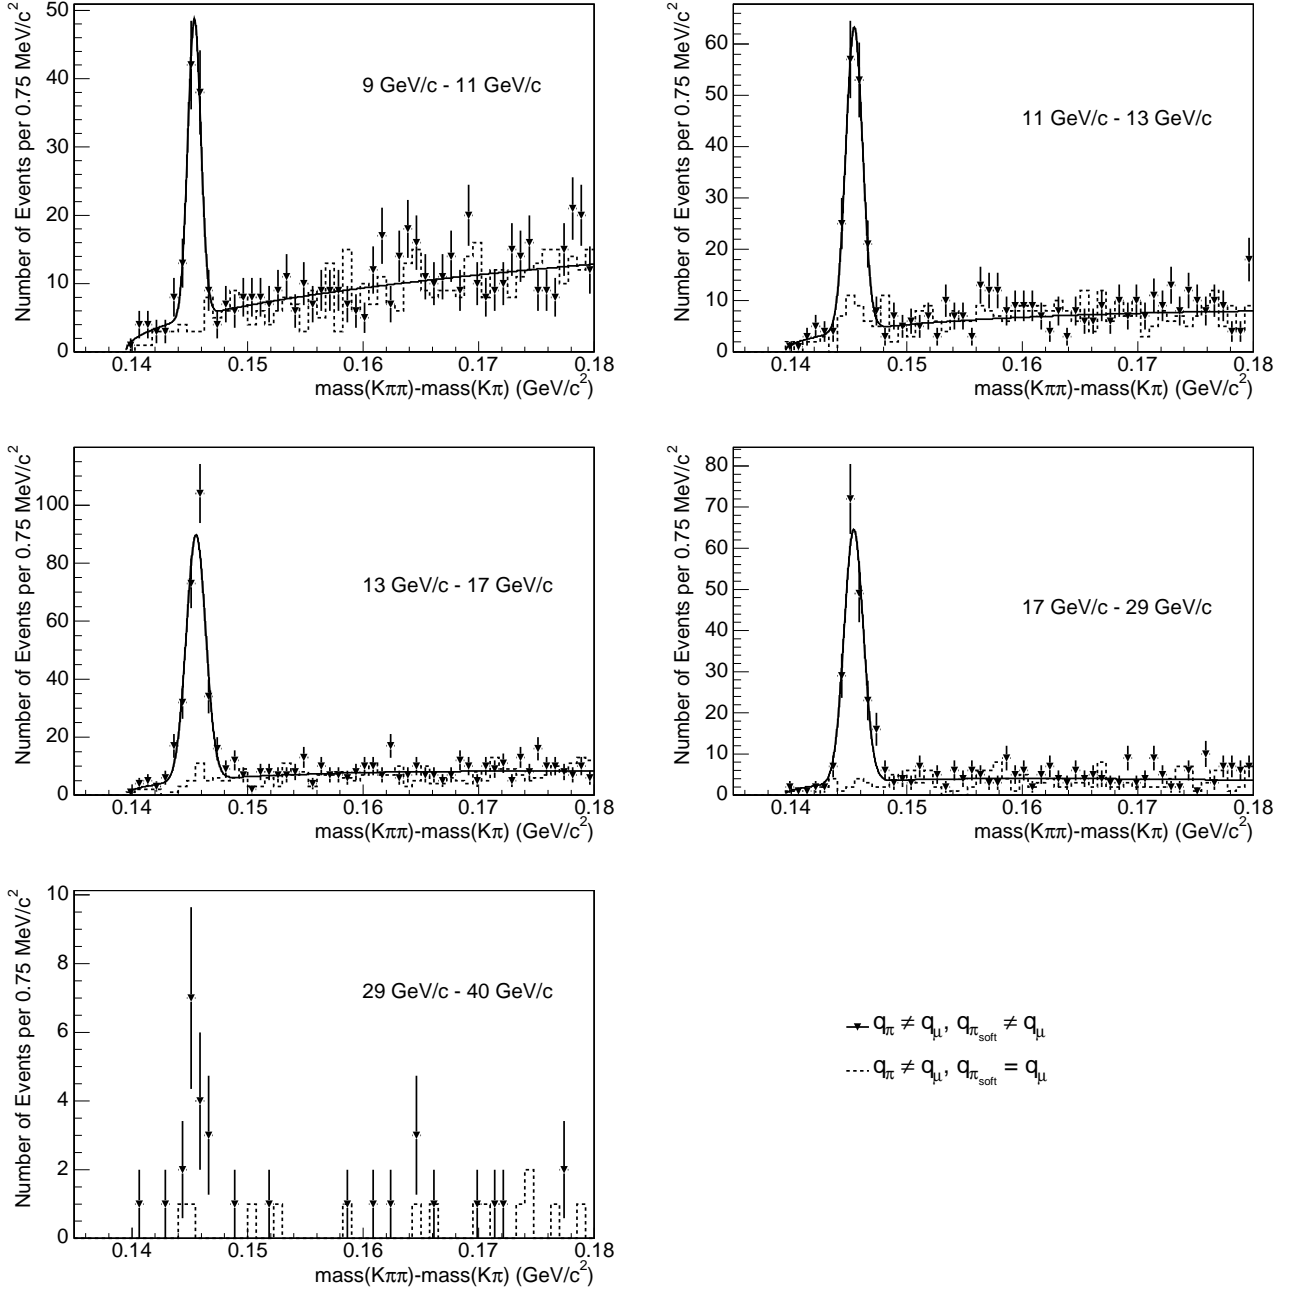 Number of Events per 0.75 MeV/c²
50
40
30
20
10
0
9 GeV/c - 11 GeV/c
0.14 0.15 0.16 0.17 0.18
mass(Kππ)-mass(Kπ) (GeV/c²)
Number of Events per 0.75 MeV/c²
60
50
40
30
20
10
0
11 GeV/c - 13 GeV/c
0.14 0.15 0.16 0.17 0.18
mass(Kππ)-mass(Kπ) (GeV/c²)
Number of Events per 0.75 MeV/c²
100
80
60
40
20
0
13 GeV/c - 17 GeV/c
0.14 0.15 0.16 0.17 0.18
mass(Kππ)-mass(Kπ) (GeV/c²)
Number of Events per 0.75 MeV/c²
80
70
60
50
40
30
20
10
0
17 GeV/c - 29 GeV/c
0.14 0.15 0.16 0.17 0.18
mass(Kππ)-mass(Kπ) (GeV/c²)
Number of Events per 0.75 MeV/c²
10
8
6
4
2
0
29 GeV/c - 40 GeV/c
0.14 0.15 0.16 0.17 0.18
mass(Kππ)-mass(Kπ) (GeV/c²)
q_π ≠ q_μ, q_π_soft ≠ q_μ
q_π ≠ q_μ, q_π_soft = q_μ